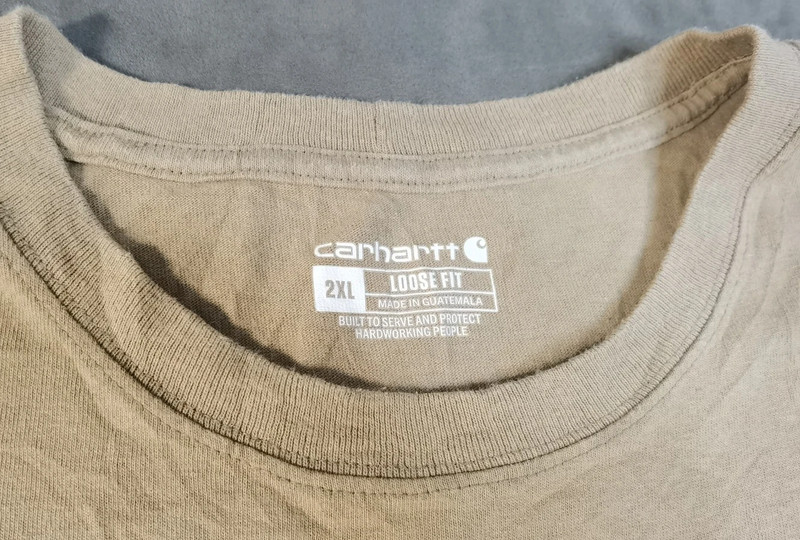 carhartt
2XL LOOSE FIT
MADE IN GUATEMALA
BUILT TO SERVE AND PROTECT
HARDWORKING PEOPLE